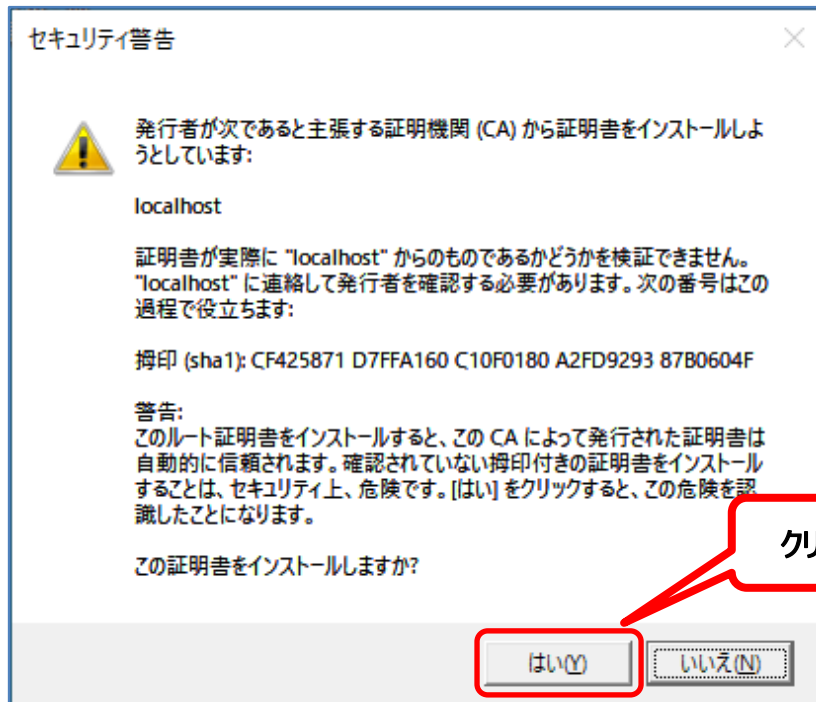 セキュリティ警告
発行者が次であると主張する証明機関 (CA) から証明書をインストールしよ
うとしています:
localhost
証明書が実際に "localhost" からのものであるかどうかを検証できません。
"localhost" に連絡して発行者を確認する必要があります。次の番号はこの
過程で役立ちます:
拇印 (sha1): CF425871 D7FFA160 C10F0180 A2FD9293 87B0604F
警告:
このルート証明書をインストールすると、この CA によって発行された証明書は
自動的に信頼されます。確認されていない拇印付きの証明書をインストール
することは、セキュリティ上、危険です。[はい] をクリックすると、この危険を認
識したことになります。
クリ
この証明書をインストールしますか?
はい(Y)
いいえ(N)